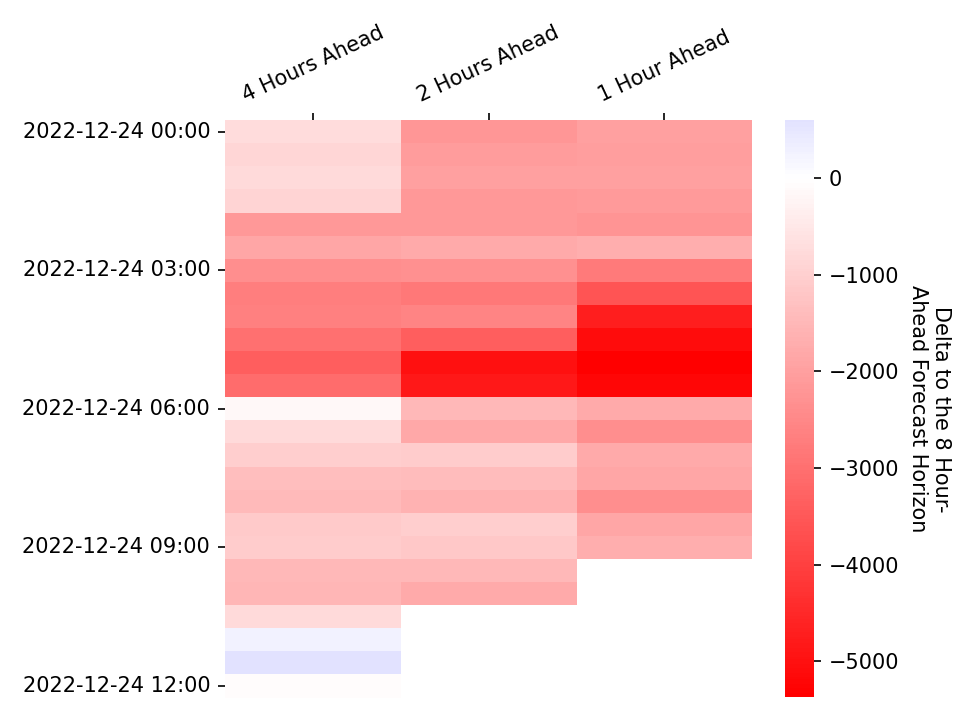 4 Hours Ahead
2 Hours Ahead
1 Hour Ahead
2022-12-24 00:00
2022-12-24 03:00
2022-12-24 06:00
2022-12-24 09:00
2022-12-24 12:00
0
−1000
−2000
−3000
−4000
−5000
Delta to the 8 Hour-
Ahead Forecast Horizon